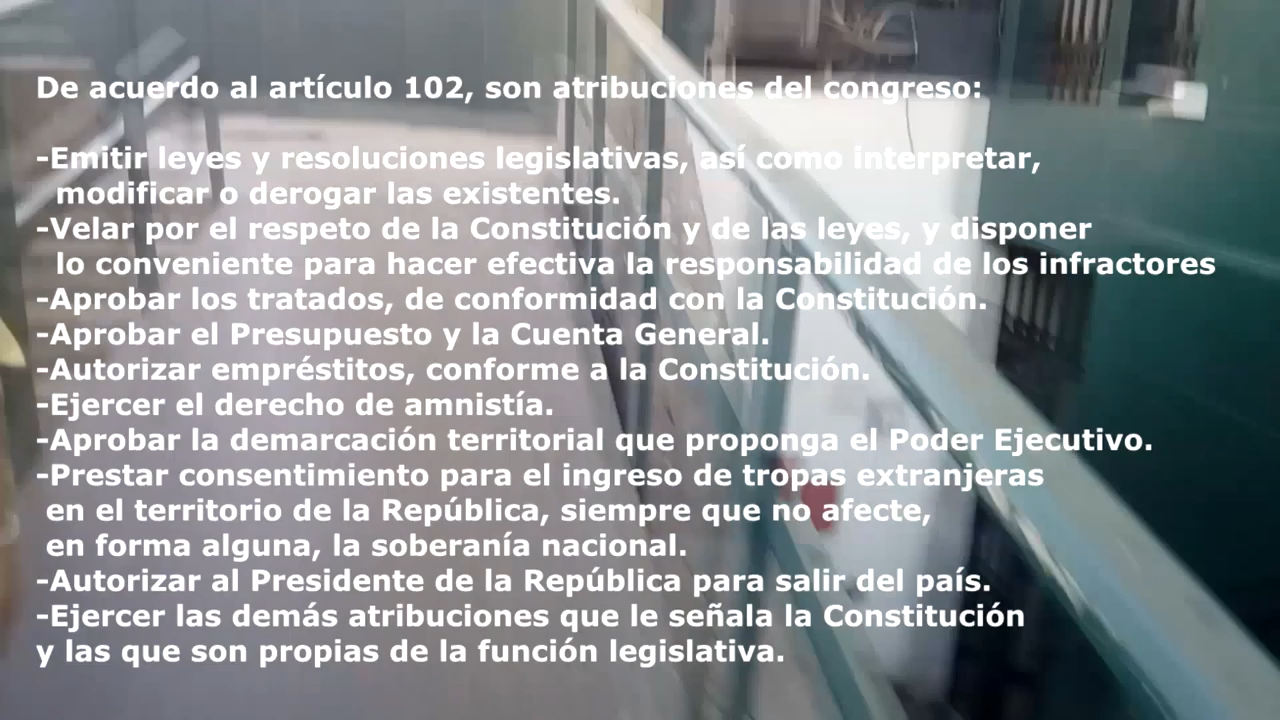 De acuerdo al artículo 102, son atribuciones del congreso:
-Emitir leyes y resoluciones legislativas, así como interpretar,
modificar o derogar las existentes.
-Velar por el respeto de la Constitución y de las leyes, y disponer
lo conveniente para hacer efectiva la responsabilidad de los infractores
-Aprobar los tratados, de conformidad con la Constitución.
-Aprobar el Presupuesto y la Cuenta General.
-Autorizar empréstitos, conforme a la Constitución.
-Ejercer el derecho de amnistía.
-Aprobar la demarcación territorial que proponga el Poder Ejecutivo.
-Prestar consentimiento para el ingreso de tropas extranjeras
en el territorio de la República, siempre que no afecte,
en forma alguna, la soberanía nacional.
-Autorizar al Presidente de la República para salir del país.
-Ejercer las demás atribuciones que le señala la Constitución
y las que son propias de la función legislativa.